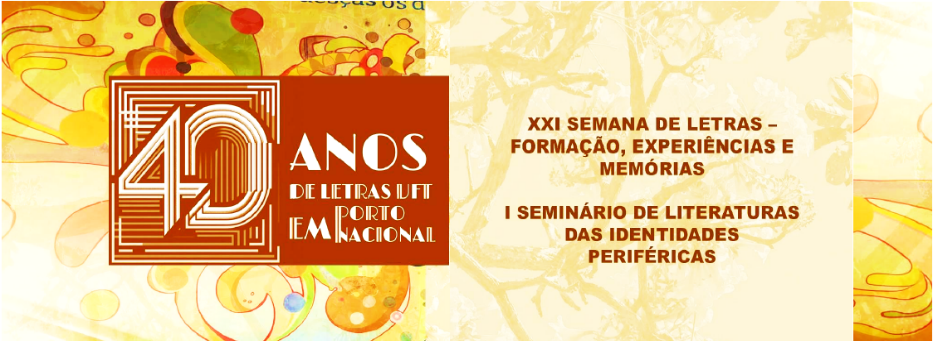 os d
40
ANOS
DE LETRAS UFT
EM PORTO
NACIONAL
XXI SEMANA DE LETRAS –
FORMAÇÃO, EXPERIÊNCIAS E
MEMÓRIAS
I SEMINÁRIO DE LITERATURAS
DAS IDENTIDADES
PERIFÉRICAS